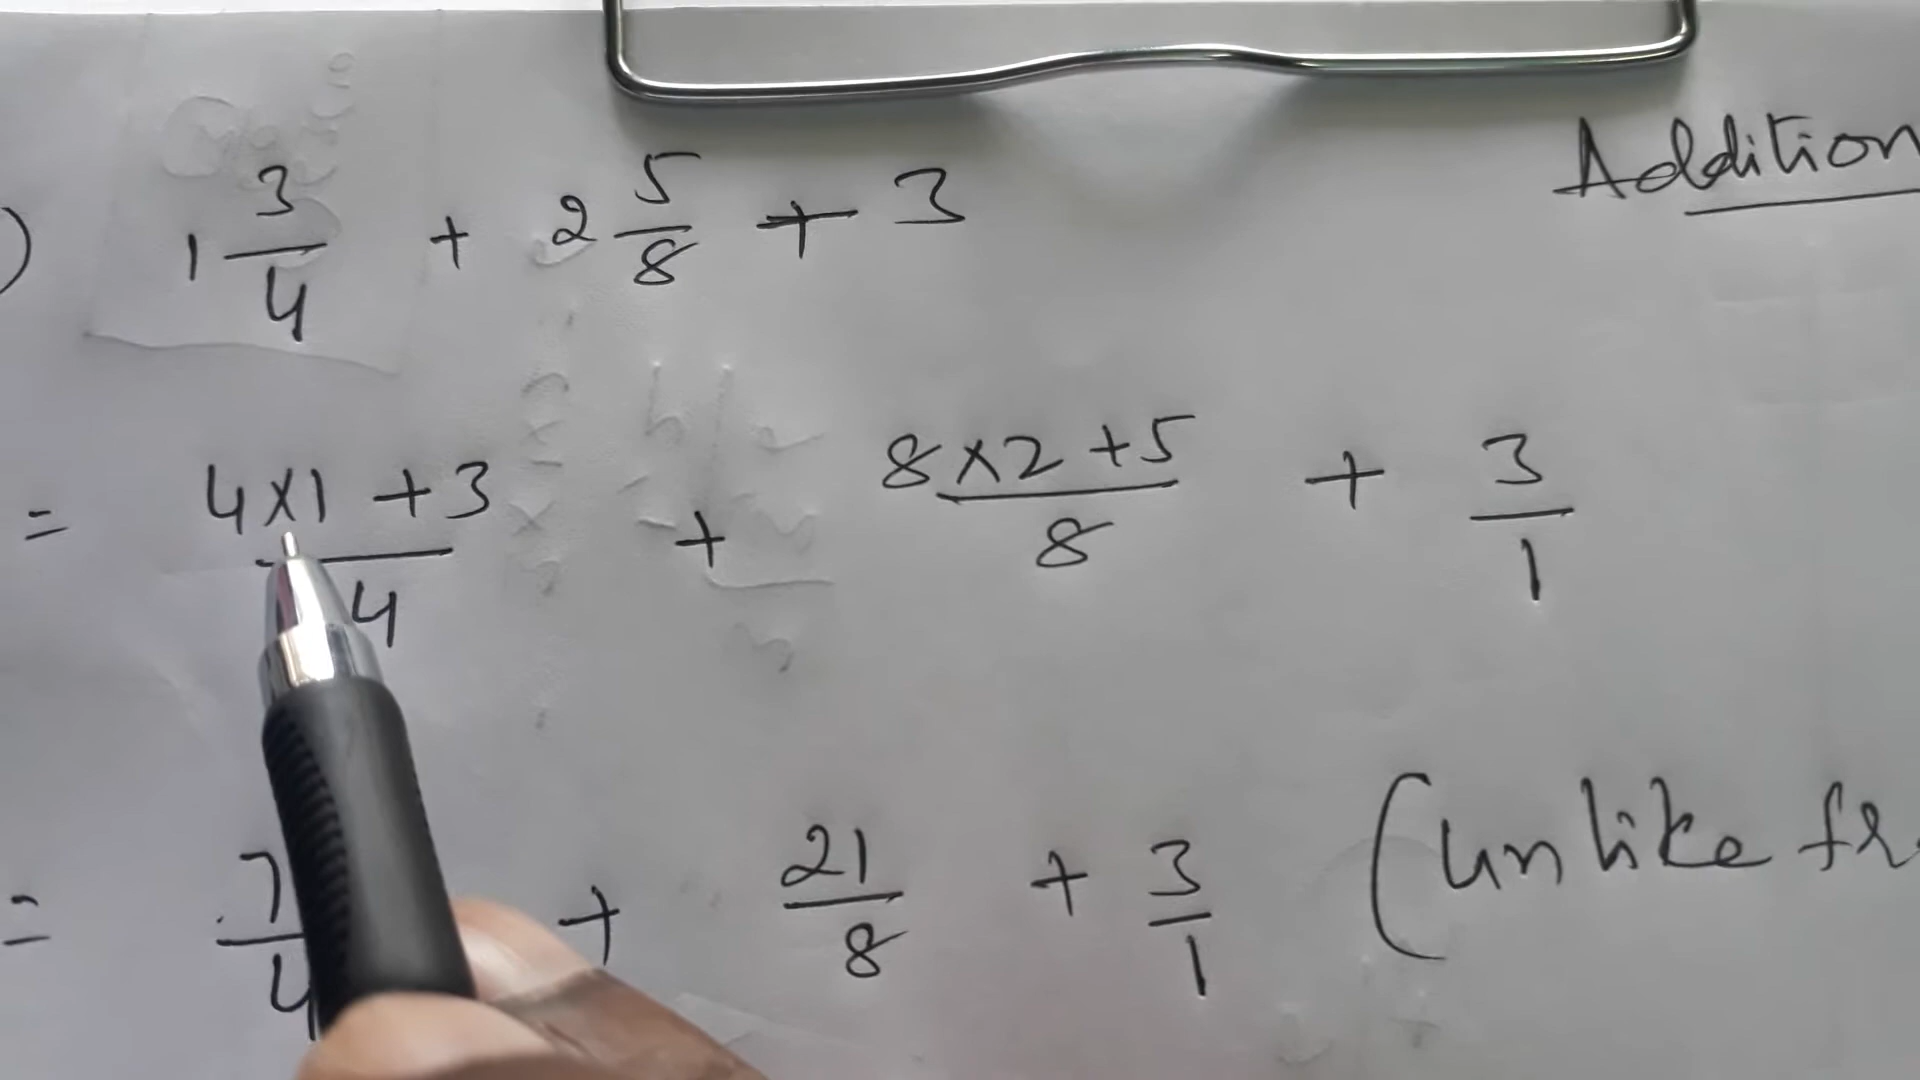 Addition
) 1 3/4 + 2 5/8 + 3
= 4×1 + 3/4 + 8×2 + 5/8 + 3/1
= 7/4 + 21/8 + 3/1 (unlike fr